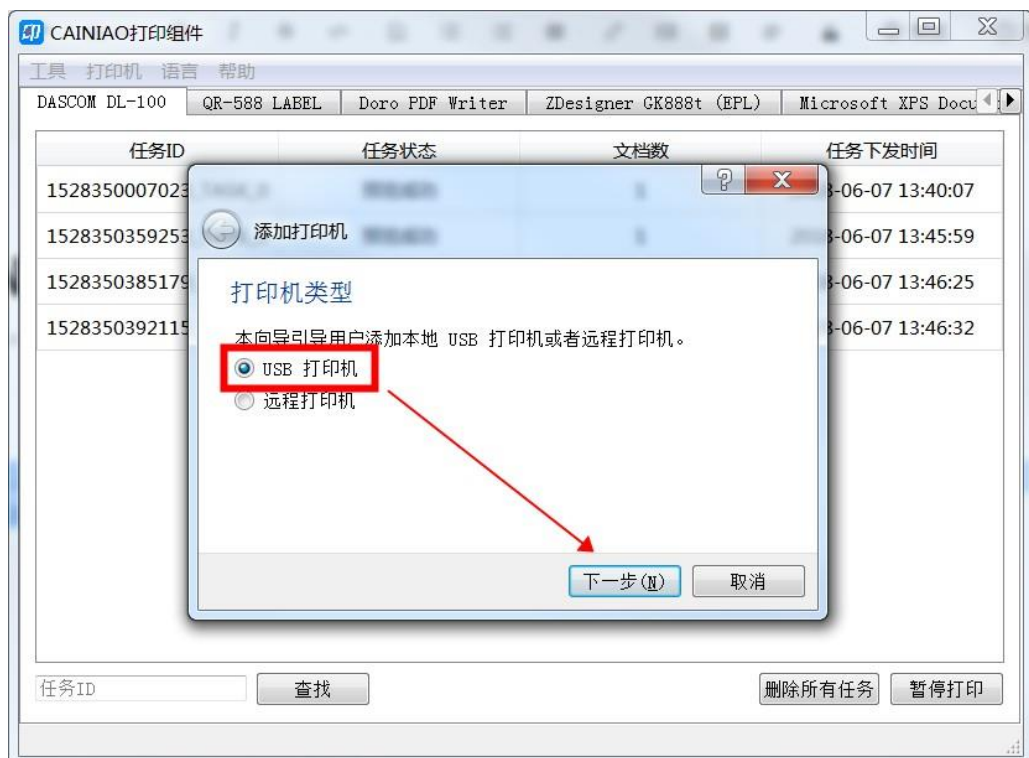 CAINIAO打印组件
工具 打印机 语言 帮助
DASCOM DL-100 QR-588 LABEL Doro PDF Writer ZDesigner GK888t (EPL) Microsoft XPS Docu
任务ID 任务状态 文档数 任务下发时间
1528350007023 -06-07 13:40:07
1528350359253 -06-07 13:45:59
1528350385179 -06-07 13:46:25
1528350392115 -06-07 13:46:32
添加打印机
打印机类型
本向导引导用户添加本地 USB 打印机或者远程打印机。
USB 打印机
远程打印机
下一步(N) 取消
任务ID 查找 删除所有任务 暂停打印